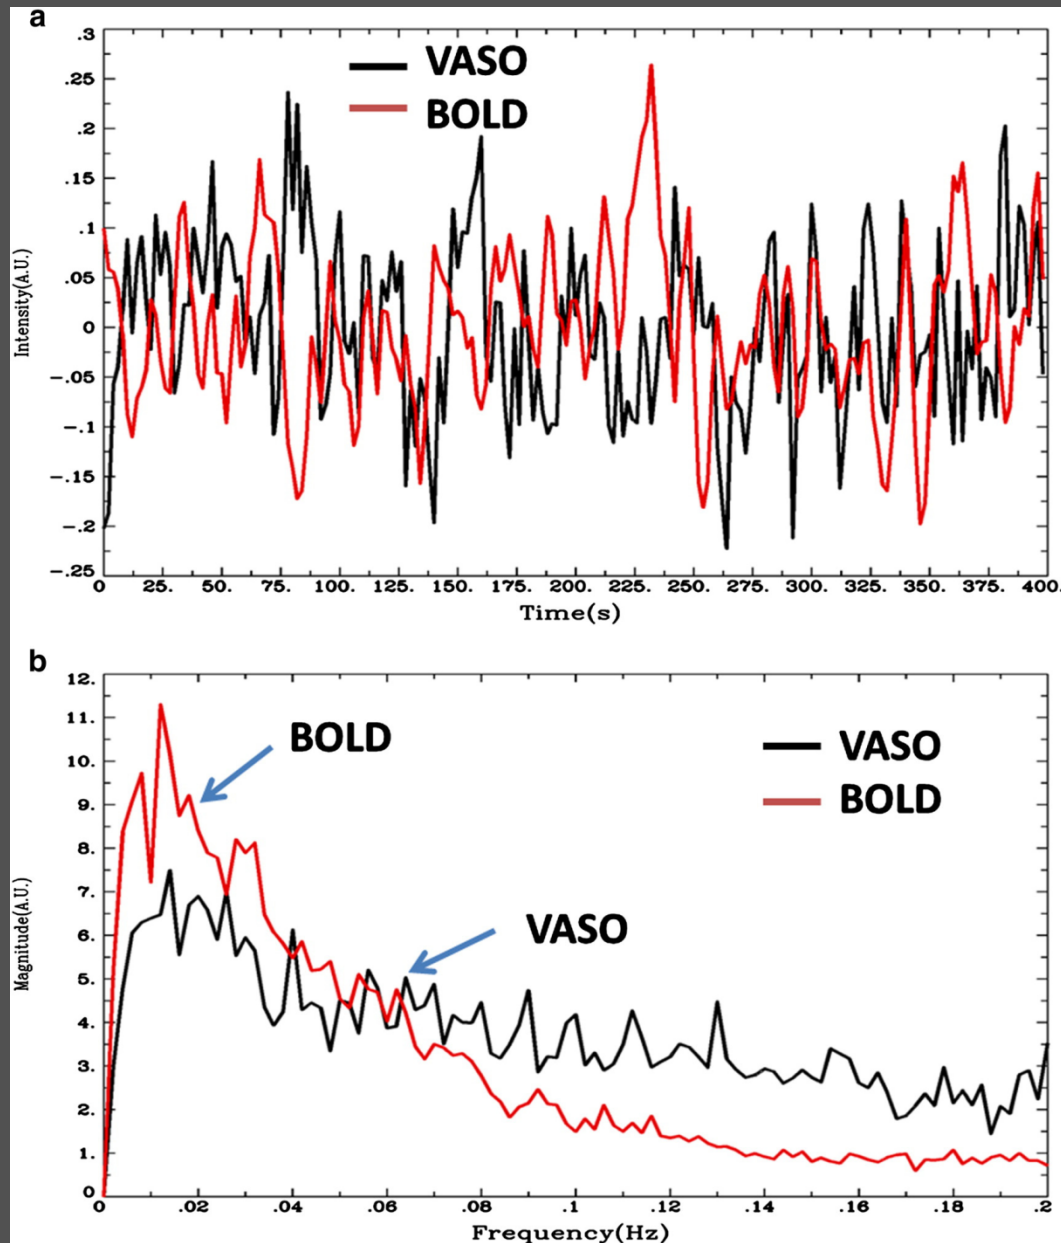 a
.3
.25
.2
.15
.1
.05
0
-.05
-.1
-.15
-.2
-.25
Intensity(A.U.)
VASO
BOLD
0 25. 50. 75. 100. 125. 150. 175. 200. 225. 250. 275. 300. 325. 350. 375. 400.
Time(s)
b
12.
11.
10.
9.
8.
7.
6.
5.
4.
3.
2.
1.
0
Magnitude(A.U.)
BOLD
VASO
VASO
BOLD
0 .02 .04 .06 .08 .1 .12 .14 .16 .18 .2
Frequency(Hz)